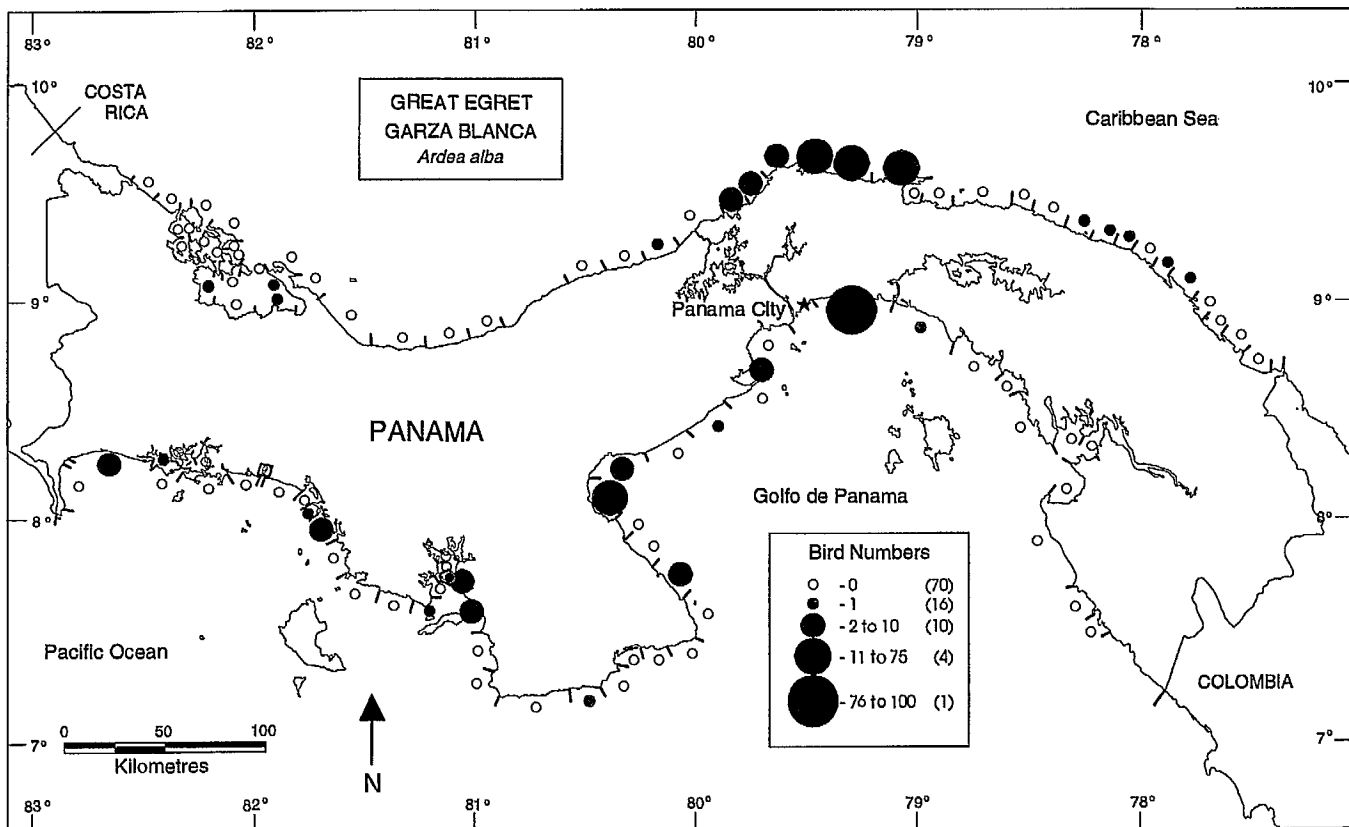 83° 82° 81° 80° 79° 78°
10° 10°
COSTA
RICA
GREAT EGRET
GARZA BLANCA
Ardea alba
Caribbean Sea
9° 9°
Panama City
PANAMA
Golfo de Panama
8° 8°
Bird Numbers
- 0 (70)
- 1 (16)
- 2 to 10 (10)
- 11 to 75 (4)
- 76 to 100 (1)
Pacific Ocean
COLOMBIA
0 50 100
Kilometres
N
7° 7°
83° 82° 81° 80° 79° 78°